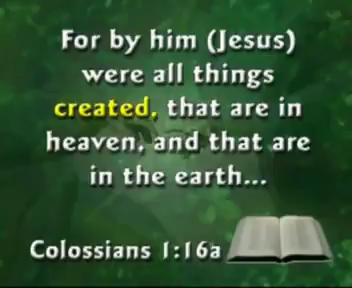 For by him (Jesus)
were all things
created, that are in
heaven, and that are
in the earth...
Colossians 1:16a